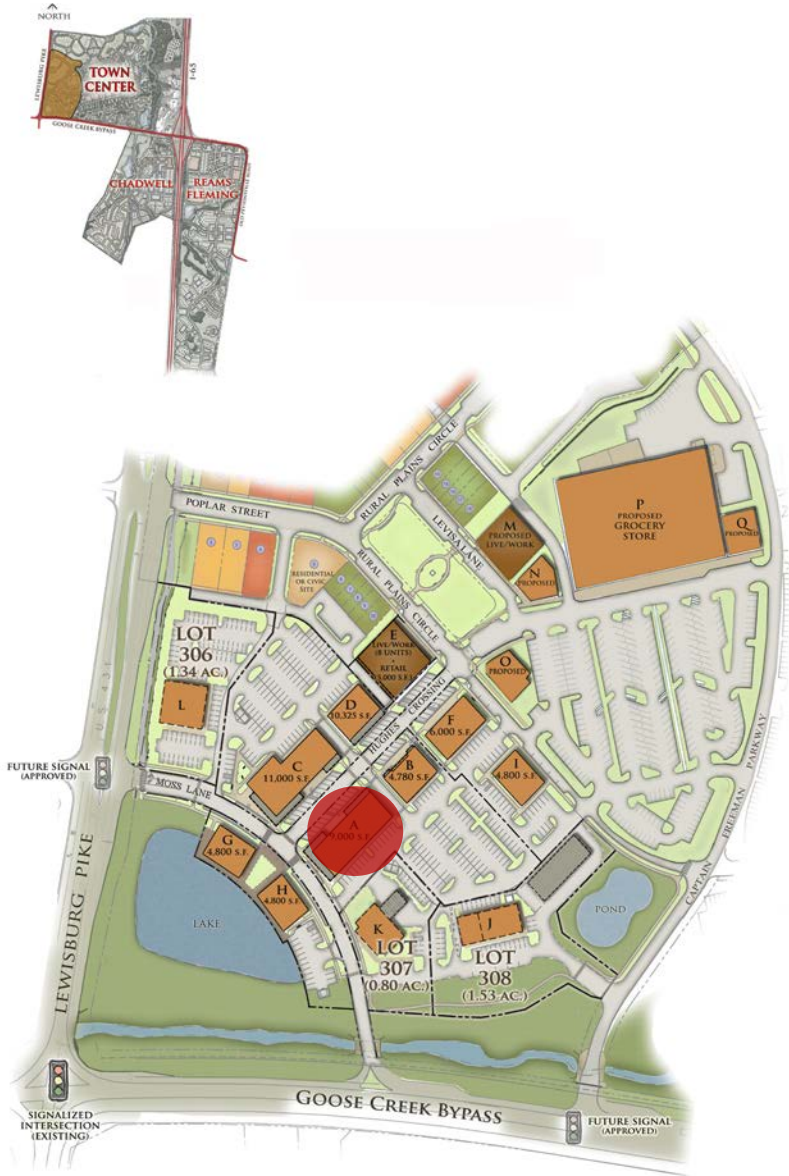 NORTH
LEWISBURG PIKE
I-65
TOWN
CENTER
GOOSE CREEK BYPASS
CHADWELL
REAMS
FLEMING
RURAL PLAINS CIRCLE
POPLAR STREET
LEVISA LANE
M
PROPOSED
LIVE/WORK
P
PROPOSED
GROCERY
STORE
Q
PROPOSED
N
PROPOSED
RESIDENTIAL
OR CIVIC
SITE
RURAL PLAINS CIRCLE
E
LIVE/WORK
(8 UNITS)
RETAIL
O
PROPOSED
LOT
306
(1.34 AC.)
L
D
10,325 S.F.
HUGHES CROSSING
F
6,000 S.F.
C
11,000 S.F.
B
4,780 S.F.
I
4,800 S.F.
FUTURE SIGNAL
(APPROVED)
MOSS LANE
A
9,000 S.F.
G
4,800 S.F.
H
4,800 S.F.
LAKE
K
LOT
307
(0.80 AC.)
J
LOT
308
(1.53 AC.)
POND
CAPTAIN FREEMAN PARKWAY
LEWISBURG PIKE
GOOSE CREEK BYPASS
SIGNALIZED
INTERSECTION
(EXISTING)
FUTURE SIGNAL
(APPROVED)